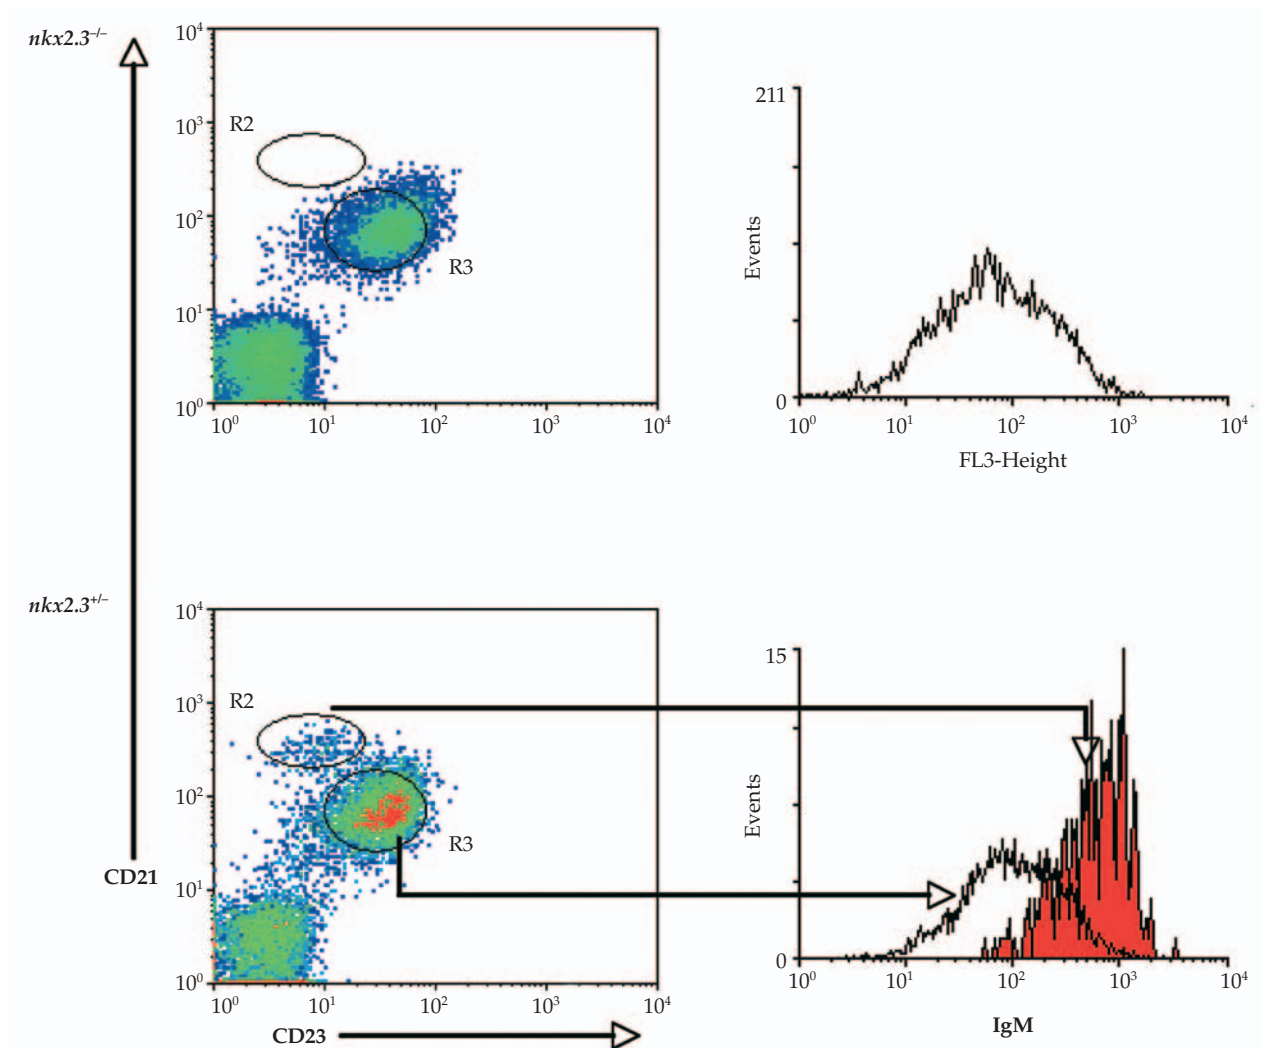 nkx2.3–/–
10⁴
10³
10²
10¹
10⁰
R2
R3
10⁰ 10¹ 10² 10³ 10⁴
211
Events
0
10⁰ 10¹ 10² 10³ 10⁴
FL3-Height
nkx2.3+/–
10⁴
10³
10²
10¹
10⁰
R2
R3
CD21
10⁰ 10¹ 10² 10³ 10⁴
CD23
15
Events
0
10⁰ 10¹ 10² 10³ 10⁴
IgM